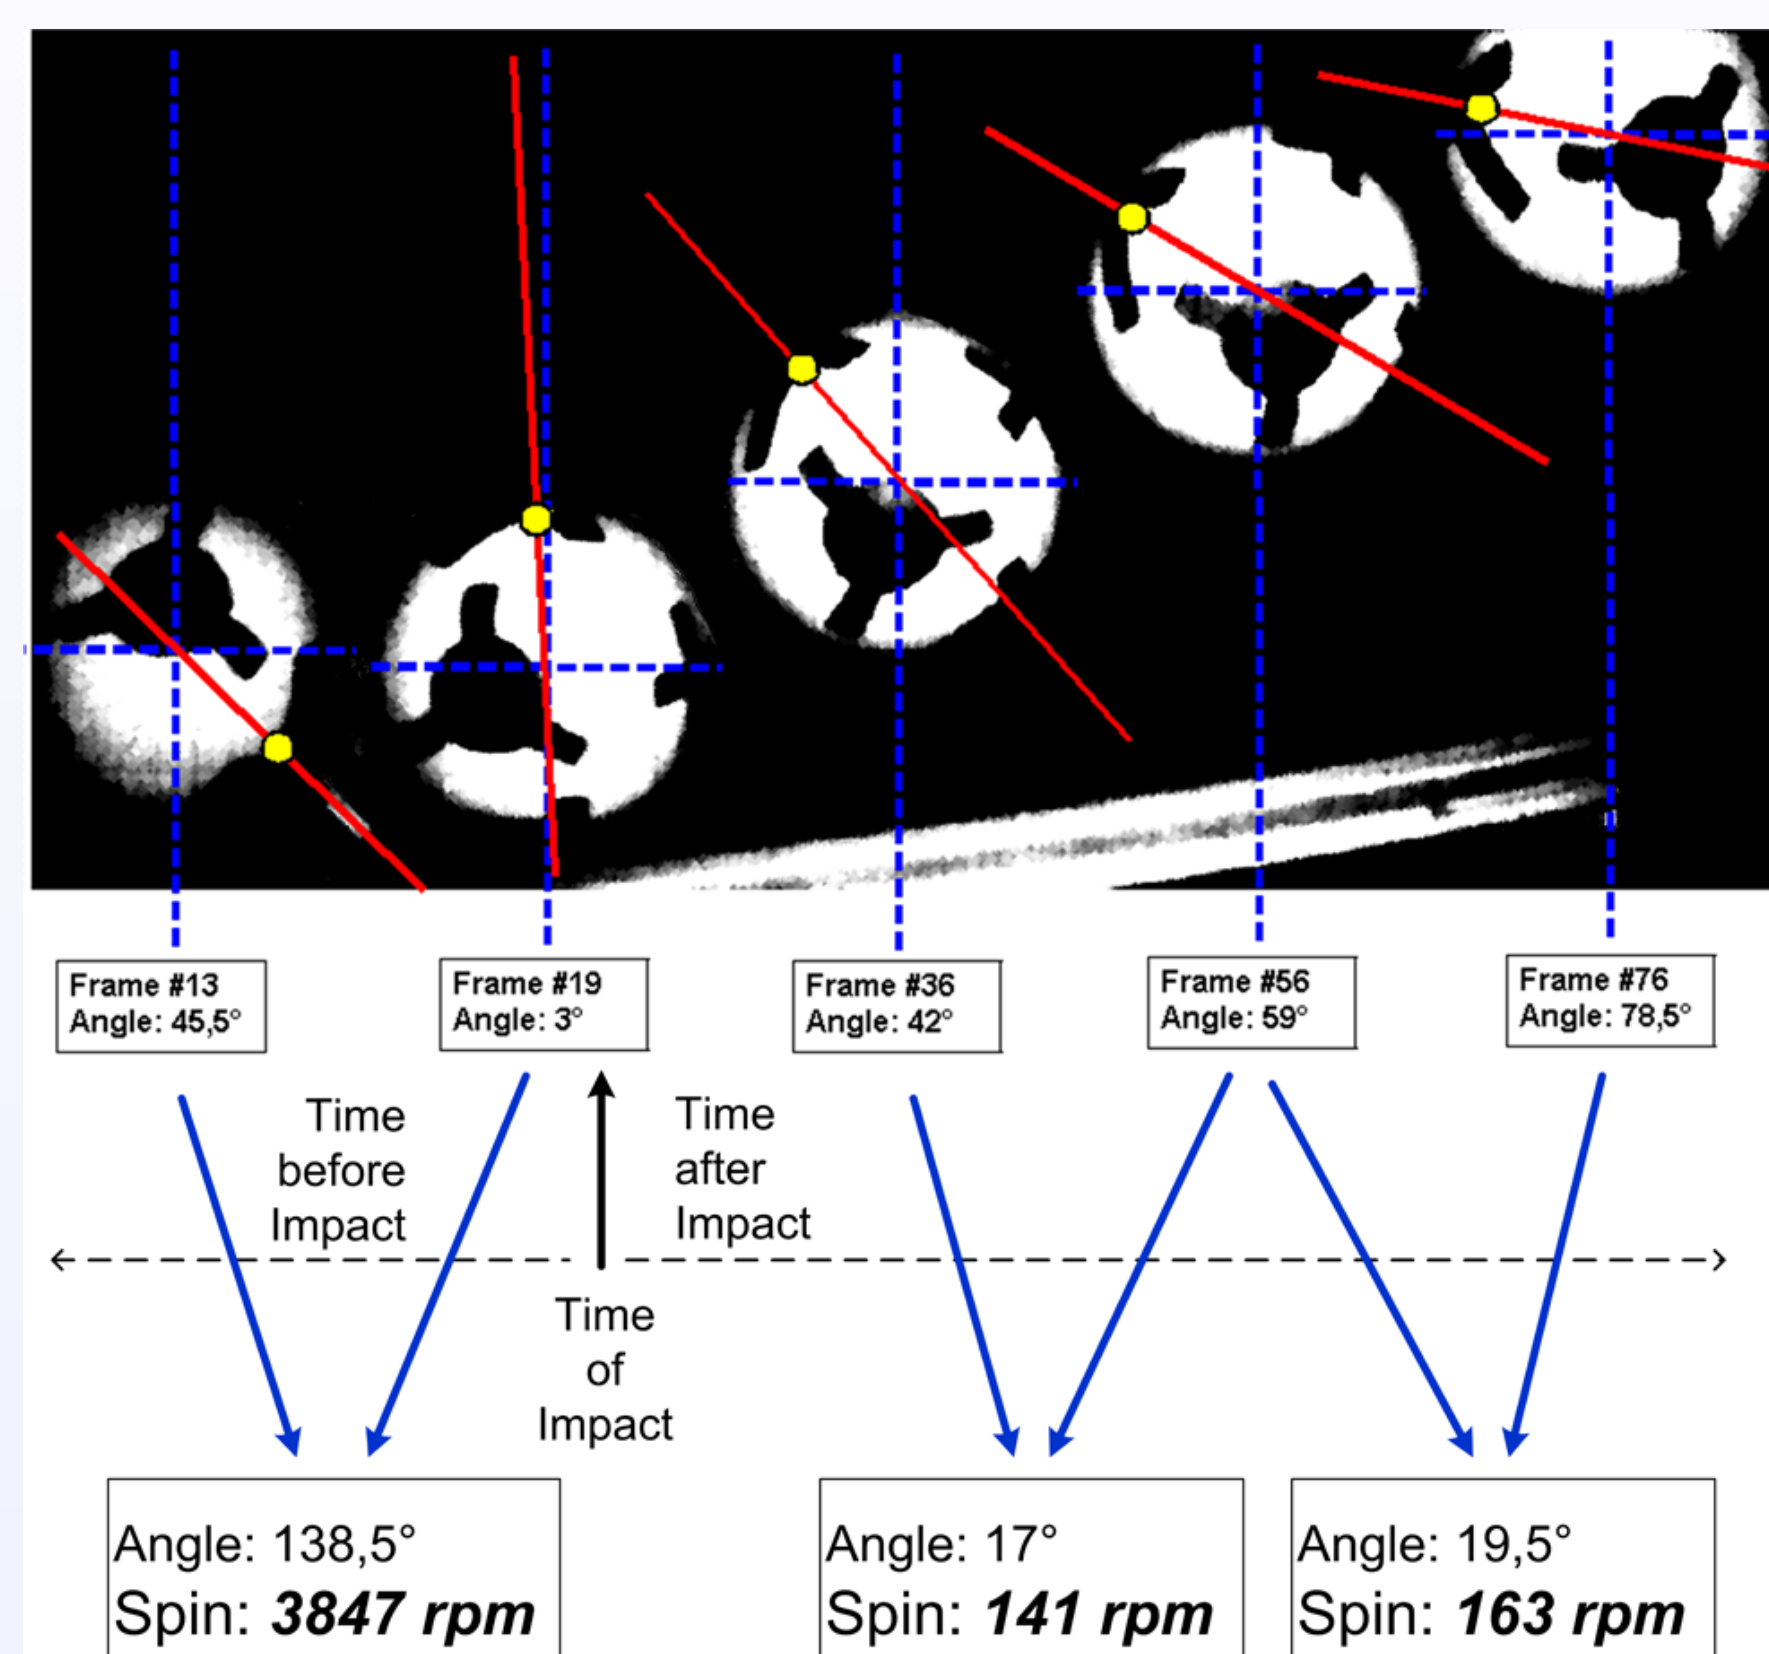 Frame #13
Angle: 45,5°
Frame #19
Angle: 3°
Frame #36
Angle: 42°
Frame #56
Angle: 59°
Frame #76
Angle: 78,5°
Time
before
Impact
Time
after
Impact
Time
of
Impact
Angle: 138,5°
Spin: 3847 rpm
Angle: 17°
Spin: 141 rpm
Angle: 19,5°
Spin: 163 rpm